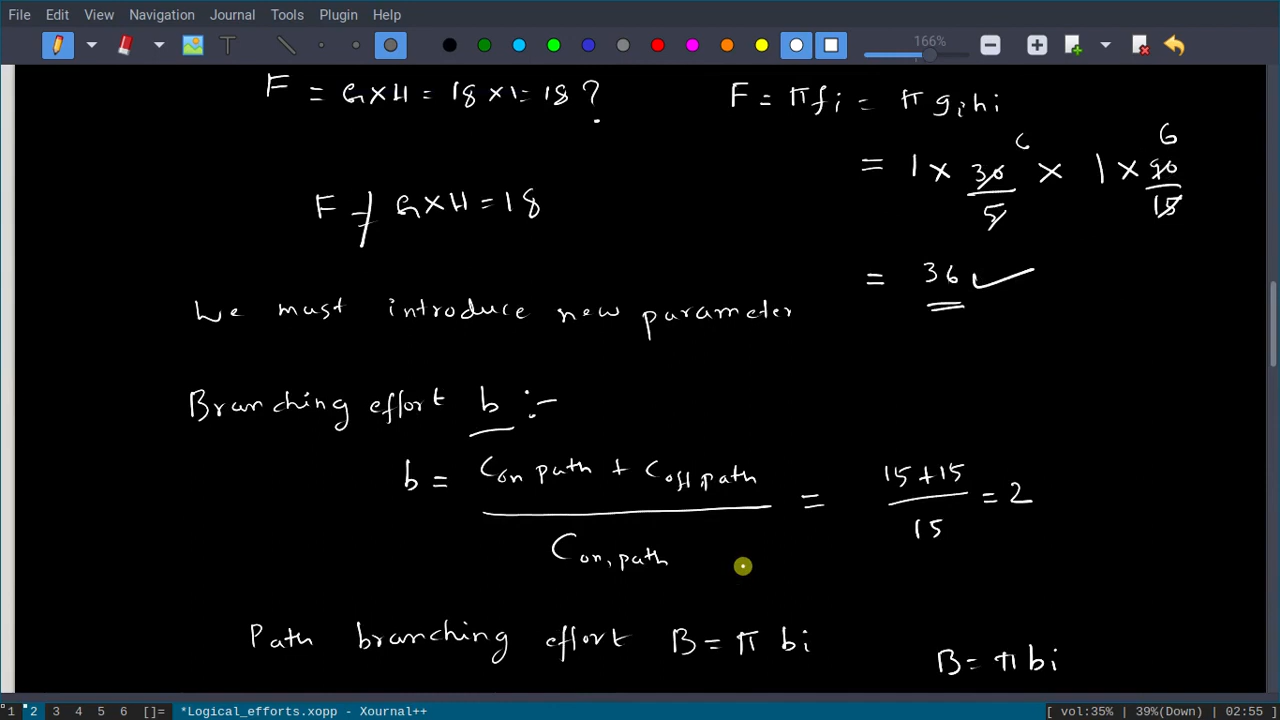 File Edit View Navigation Journal Tools Plugin Help
166%
F = G×H = 18 × 1 = 18 ?
F = π fi = π gihi
= 1 × 30/5 6 × 1 × 90/15 6
F ≠ G×H = 18
= 36 ✓
We must introduce new parameter
Branching effort b :-
b = Con path + Coff path / Con, path = 15+15 / 15 = 2
Path branching effort B = π bi
B = π bi
1 2 3 4 5 6 []= *Logical_efforts.xopp - Xournal++ [ vol:35% | 39%(Down) | 02:55